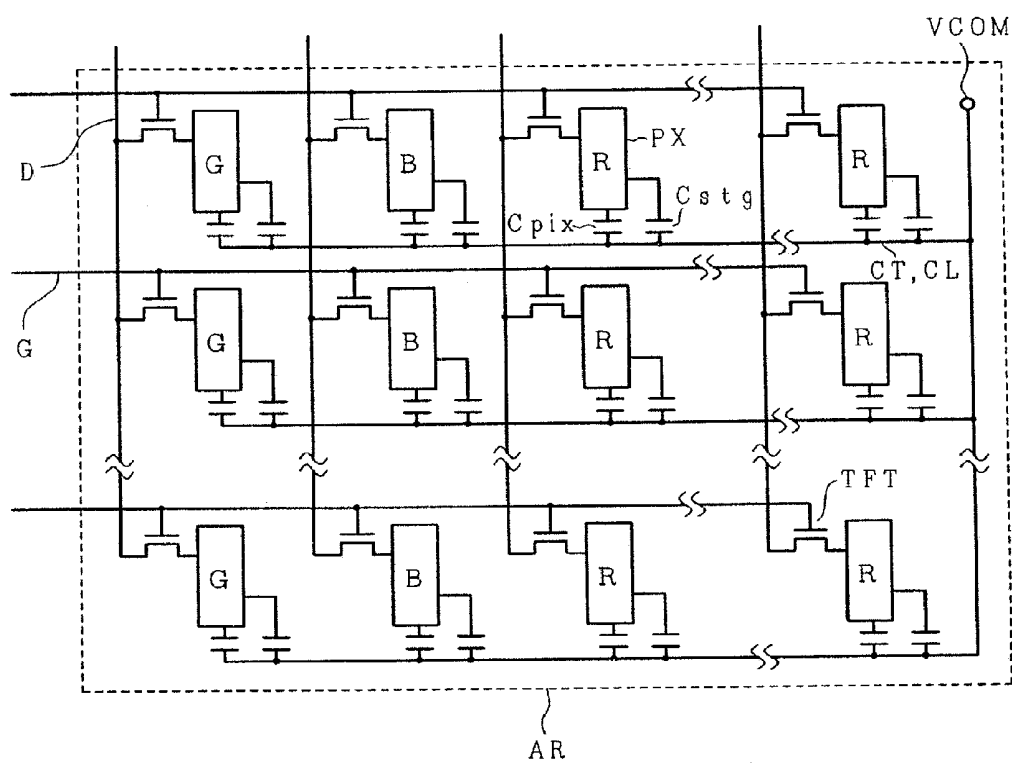 VCOM
D
G B R R
PX
Cpix Cstg
CT,CL
G
G B R R
TFT
G B R R
AR